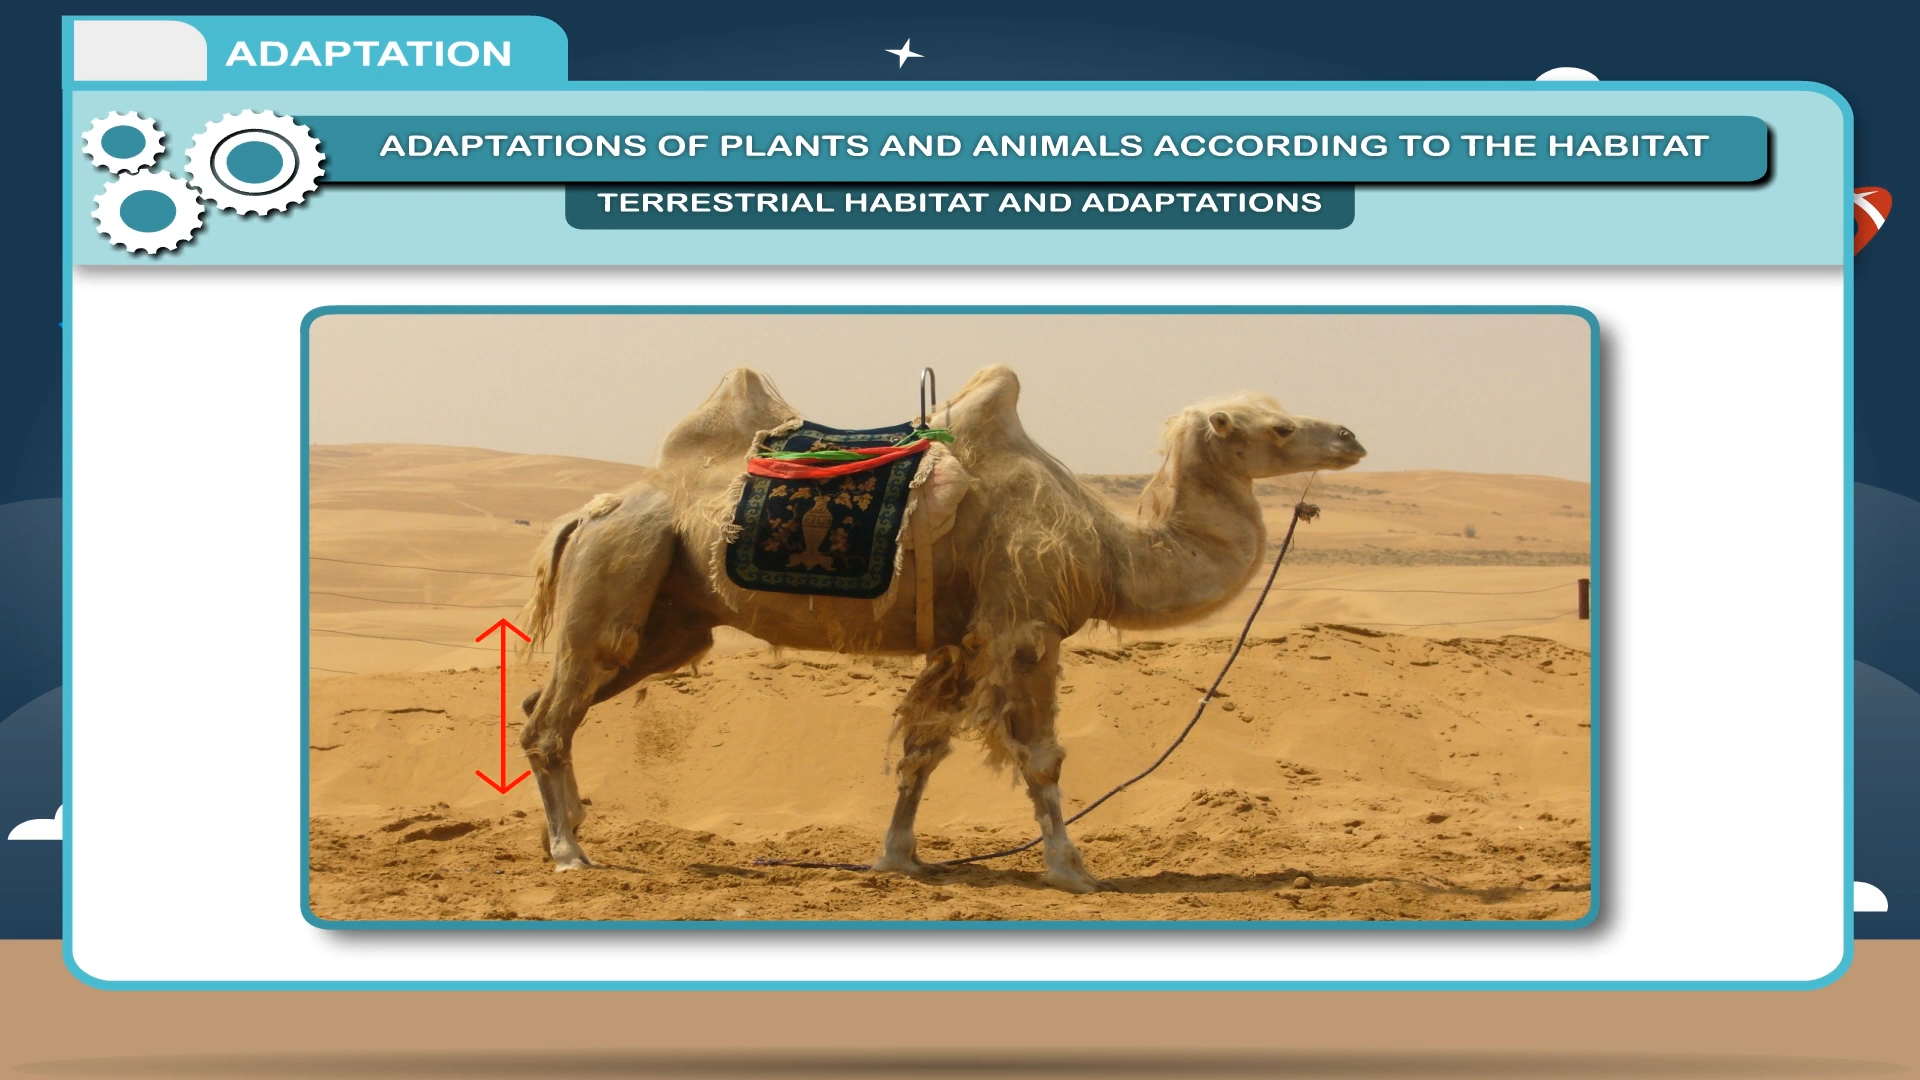 ADAPTATION
ADAPTATIONS OF PLANTS AND ANIMALS ACCORDING TO THE HABITAT
TERRESTRIAL HABITAT AND ADAPTATIONS